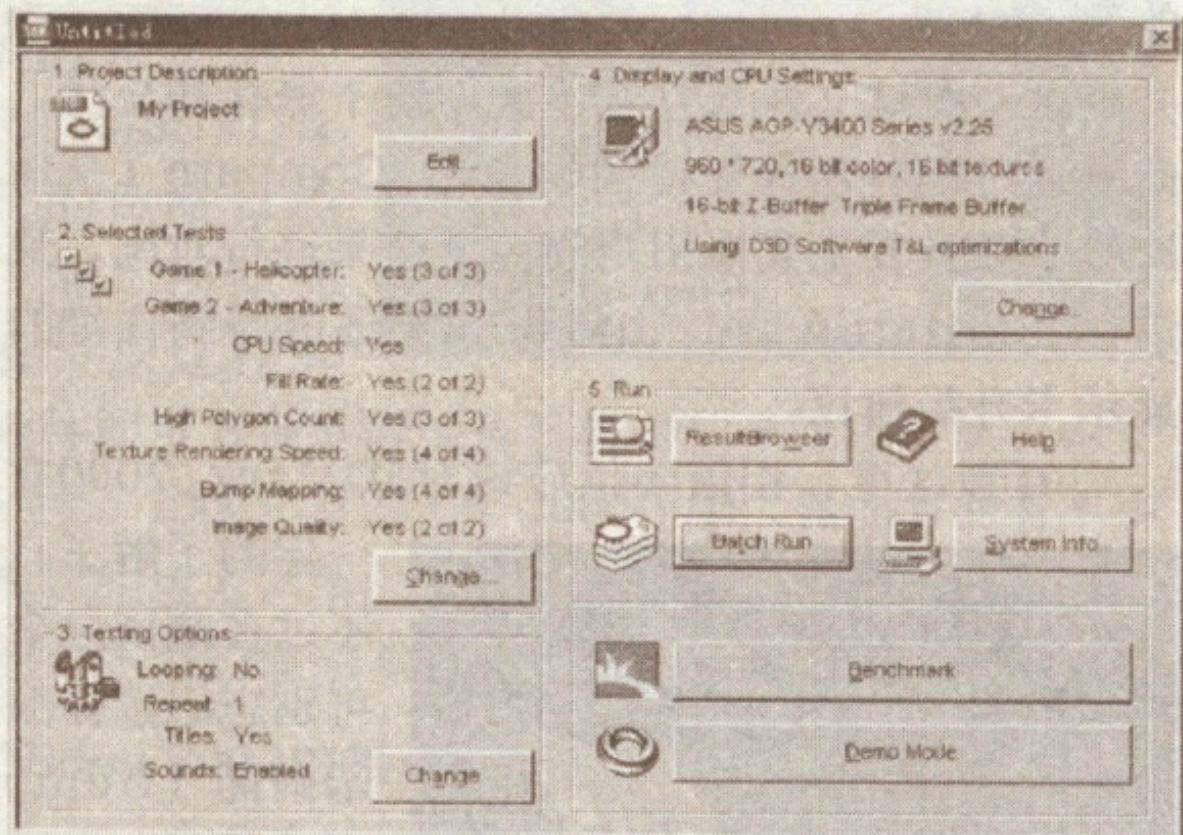 Untitled
1. Project Description
My Project
Edit...
2. Selected Tests
Game 1 - Helicopter: Yes (3 of 3)
Game 2 - Adventure: Yes (3 of 3)
CPU Speed: Yes
Fill Rate: Yes (2 of 2)
High Polygon Count: Yes (3 of 3)
Texture Rendering Speed: Yes (4 of 4)
Bump Mapping: Yes (4 of 4)
Image Quality: Yes (2 of 2)
Change...
3. Testing Options
Looping: No
Repeat: 1
Titles: Yes
Sounds: Enabled
Change
4. Display and CPU Settings
ASUS AGP-V3400 Series v2.25
960 * 720, 16 bit color, 16 bit textures
16-bit Z-Buffer Triple Frame Buffer
Using: D3D Software T&L optimizations
Change...
5. Run
ResultBrowser
Help
Batch Run
System Info...
Benchmark
Demo Mode